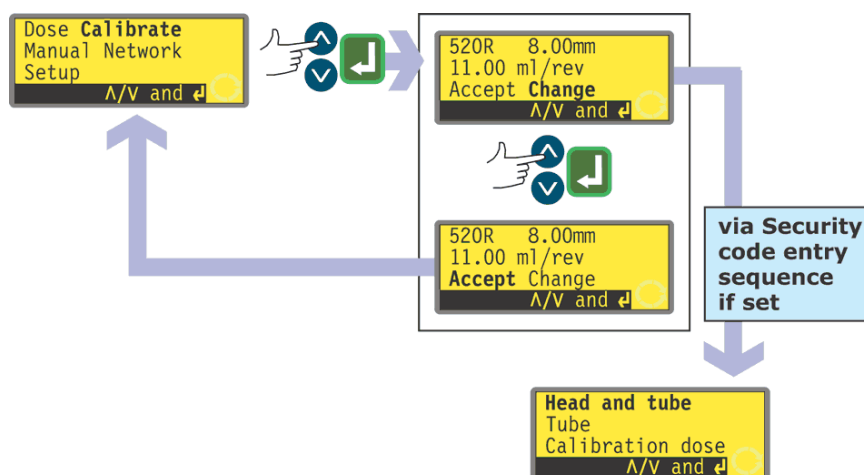 Dose Calibrate
Manual Network
Setup
Λ/V and ↲
520R 8.00mm
11.00 ml/rev
Accept Change
Λ/V and ↲
520R 8.00mm
11.00 ml/rev
Accept Change
Λ/V and ↲
via Security
code entry
sequence
if set
Head and tube
Tube
Calibration dose
Λ/V and ↲